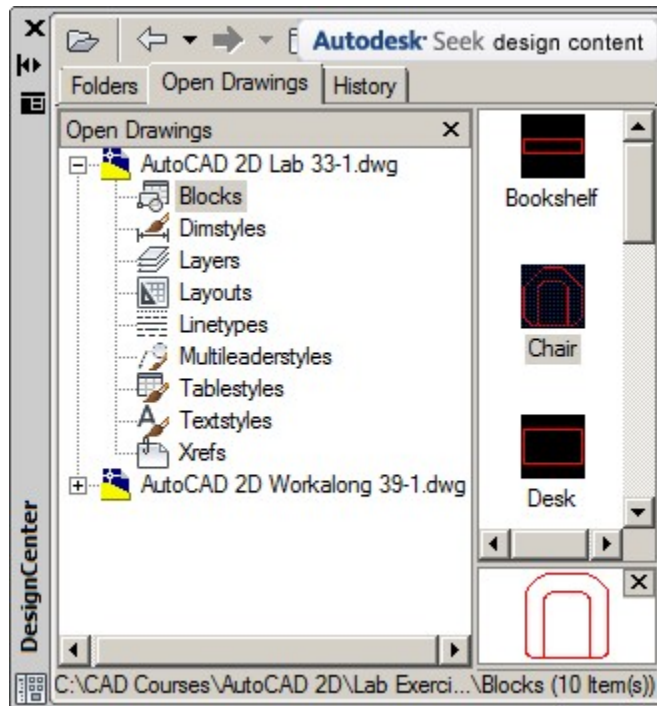 Autodesk Seek design content
Folders Open Drawings History
Open Drawings
AutoCAD 2D Lab 33-1.dwg
Blocks
Dimstyles
Layers
Layouts
Linetypes
Multileaderstyles
Tablestyles
Textstyles
Xrefs
AutoCAD 2D Workalong 39-1.dwg
Bookshelf
Chair
Desk
DesignCenter
C:\CAD Courses\AutoCAD 2D\Lab Exerci...\Blocks (10 Item(s))